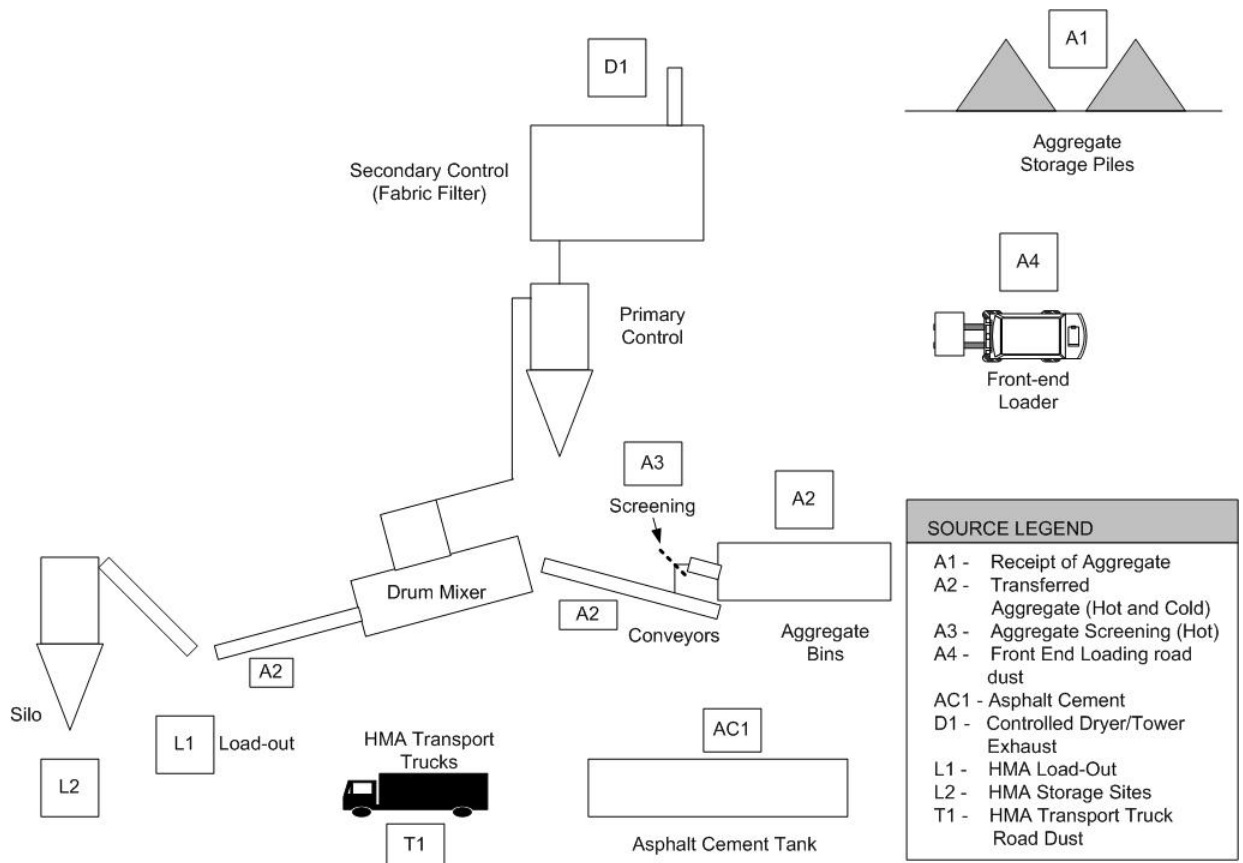 D1
A1
Secondary Control
(Fabric Filter)
Aggregate
Storage Piles
A4
Primary
Control
Front-end
Loader
A3
Screening
A2
Drum Mixer
A2
Conveyors
Aggregate
Bins
A2
Silo
L1
Load-out
L2
HMA Transport
Trucks
T1
AC1
Asphalt Cement Tank
SOURCE LEGEND
A1 - Receipt of Aggregate
A2 - Transferred
Aggregate (Hot and Cold)
A3 - Aggregate Screening (Hot)
A4 - Front End Loading road
dust
AC1 - Asphalt Cement
D1 - Controlled Dryer/Tower
Exhaust
L1 - HMA Load-Out
L2 - HMA Storage Sites
T1 - HMA Transport Truck
Road Dust